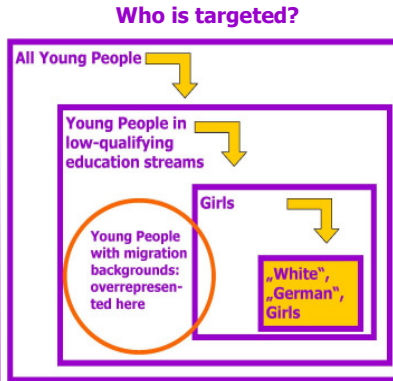 Who is targeted?
All Young People
Young People in
low-qualifying
education streams
Girls
Young People
with migration
backgrounds:
overrepresen-
ted here
„White“,
„German“,
Girls